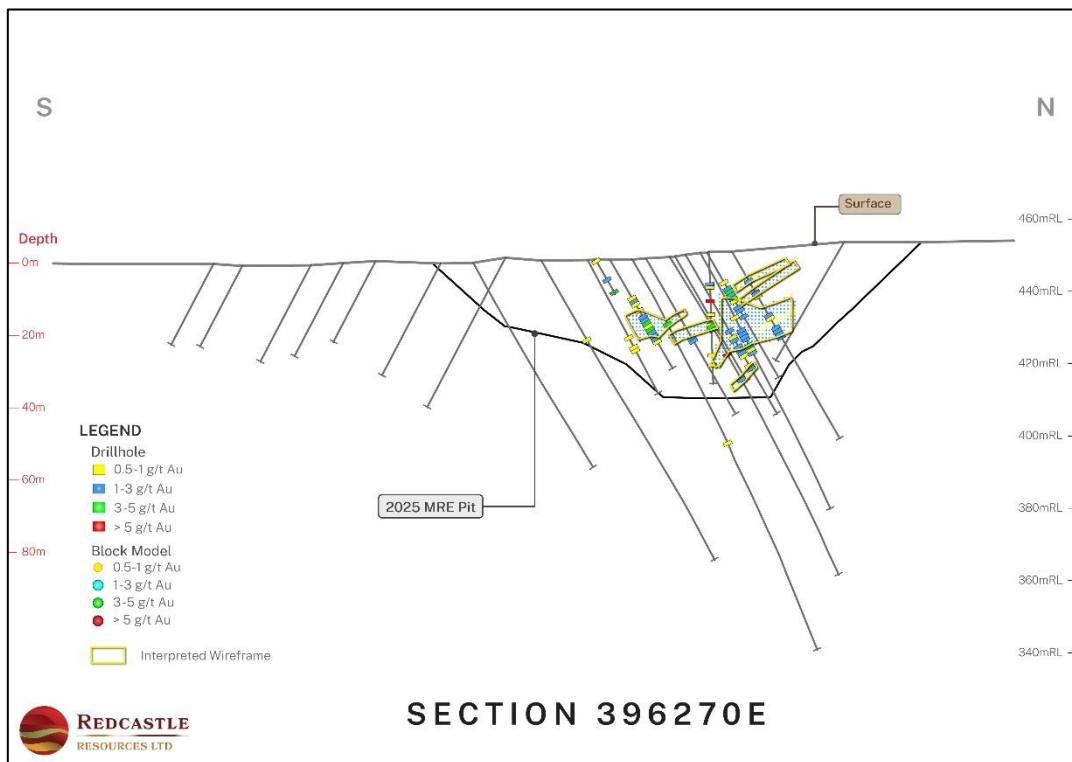 S
N
Surface
460mRL
Depth
0m
440mRL
20m
420mRL
40m
LEGEND
Drillhole
0.5-1 g/t Au
1-3 g/t Au
3-5 g/t Au
> 5 g/t Au
400mRL
60m
2025 MRE Pit
380mRL
80m
Block Model
0.5-1 g/t Au
1-3 g/t Au
3-5 g/t Au
> 5 g/t Au
360mRL
Interpreted Wireframe
340mRL
REDCASTLE
RESOURCES LTD
SECTION 396270E